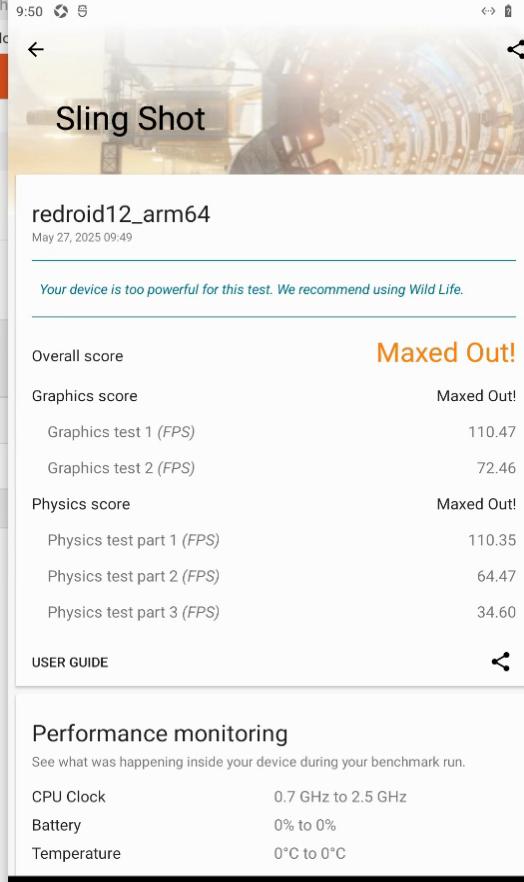 9:50
Sling Shot
redroid12_arm64
May 27, 2025 09:49
Your device is too powerful for this test. We recommend using Wild Life.
Overall score Maxed Out!
Graphics score Maxed Out!
Graphics test 1 (FPS) 110.47
Graphics test 2 (FPS) 72.46
Physics score Maxed Out!
Physics test part 1 (FPS) 110.35
Physics test part 2 (FPS) 64.47
Physics test part 3 (FPS) 34.60
USER GUIDE
Performance monitoring
See what was happening inside your device during your benchmark run.
CPU Clock 0.7 GHz to 2.5 GHz
Battery 0% to 0%
Temperature 0°C to 0°C